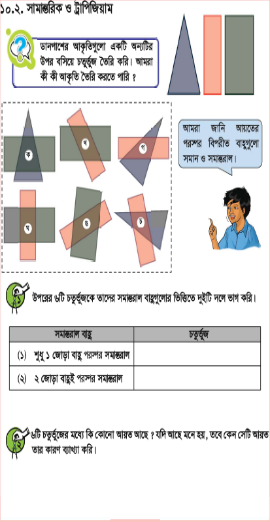 ১০.২. সামান্তরিক ও ট্রাপিজিয়াম
ডানপাশের আকৃতিগুলো একটি অন্যটির
উপর বসিয়ে চতুর্ভুজ তৈরি করি। আমরা
কী কী আকৃতি তৈরি করতে পারি ?
ক
খ
গ
ঘ
ঙ
চ
আমরা জানি আয়তের
পরস্পর বিপরীত বাহুগুলো
সমান ও সমান্তরাল।
উপরের ৬টি চতুর্ভুজকে তাদের সমান্তরাল বাহুগুলোর ভিত্তিতে দুইটি দলে ভাগ করি।
সমান্তরাল বাহু চতুর্ভুজ
(১) শুধু ১ জোড়া বাহু পরস্পর সমান্তরাল
(২) ২ জোড়া বাহুই পরস্পর সমান্তরাল
৬টি চতুর্ভুজের মধ্যে কি কোনো আয়ত আছে ? যদি আছে মনে হয়, তবে কেন সেটি আয়ত
তার কারণ ব্যাখ্যা করি।